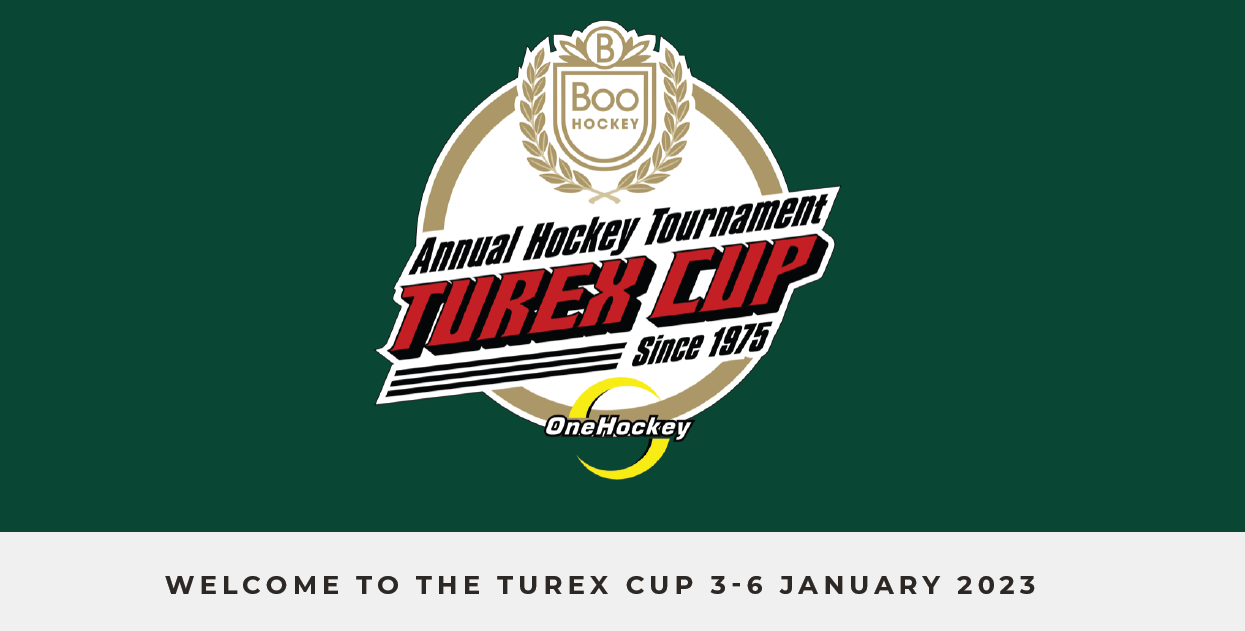 B
BOO
HOCKEY
Annual Hockey Tournament
TUREX CUP
Since 1975
OneHockey
WELCOME TO THE TUREX CUP 3-6 JANUARY 2023